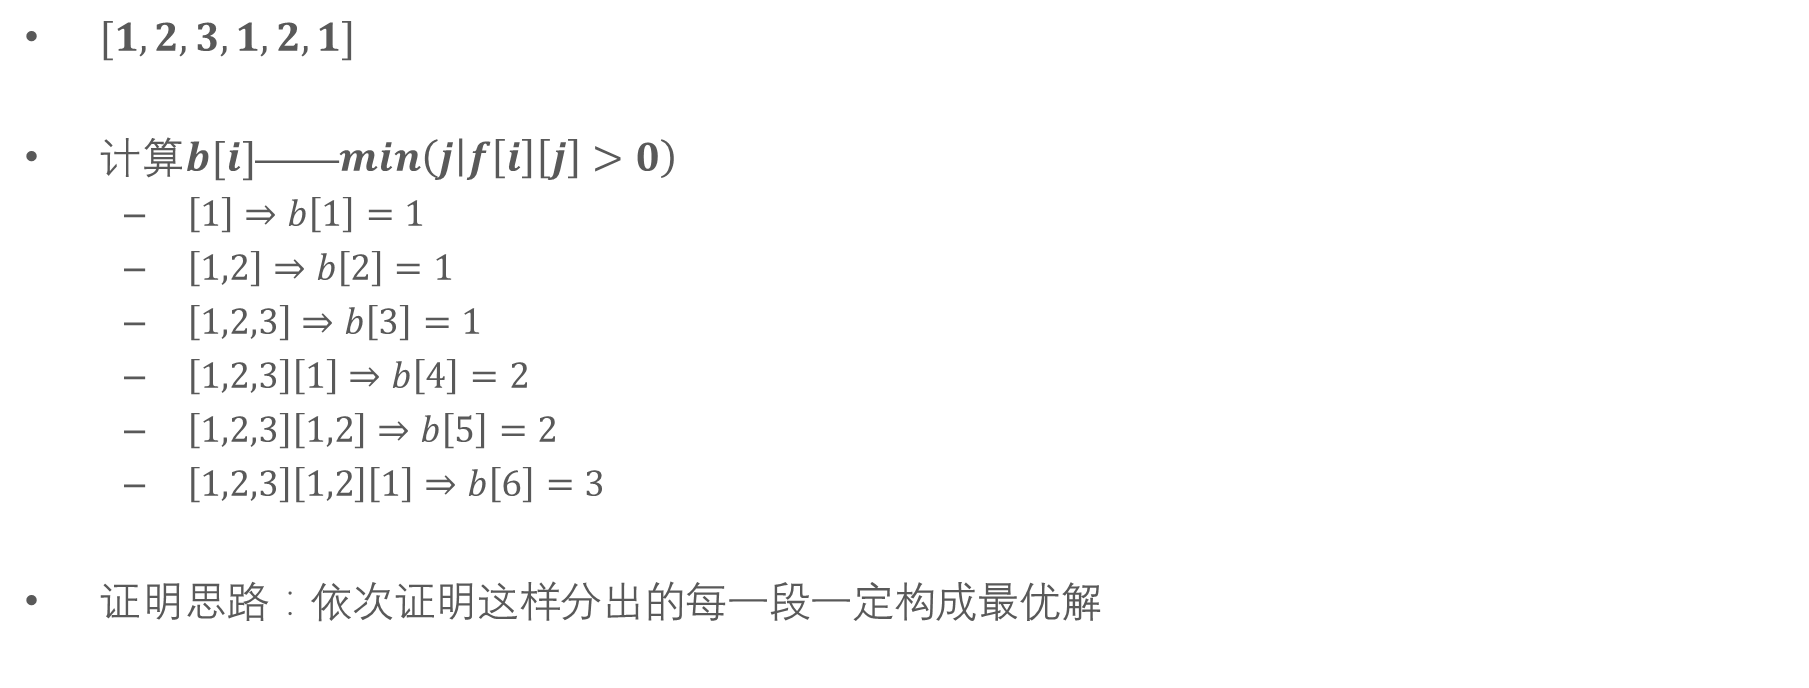 • [1, 2, 3, 1, 2, 1]
• 计算b[i]——min(j|f[i][j] > 0)
– [1] ⇒ b[1] = 1
– [1,2] ⇒ b[2] = 1
– [1,2,3] ⇒ b[3] = 1
– [1,2,3][1] ⇒ b[4] = 2
– [1,2,3][1,2] ⇒ b[5] = 2
– [1,2,3][1,2][1] ⇒ b[6] = 3
• 证明思路：依次证明这样分出的每一段一定构成最优解